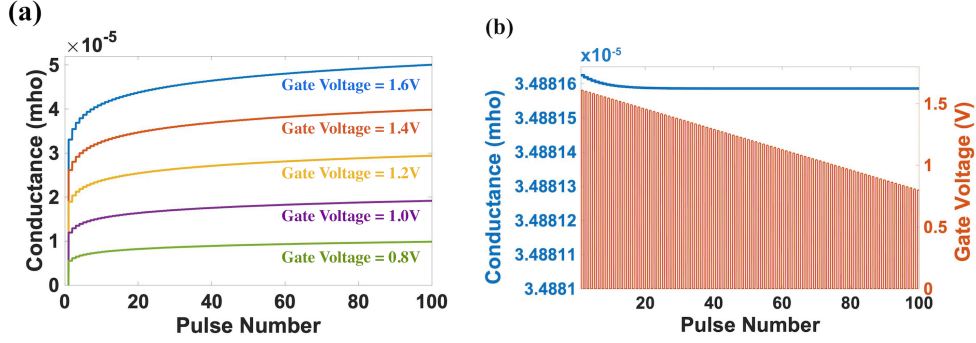 (a)
×10⁻⁵
Conductance (mho)
5
4
3
2
1
0
Gate Voltage = 1.6V
Gate Voltage = 1.4V
Gate Voltage = 1.2V
Gate Voltage = 1.0V
Gate Voltage = 0.8V
0 20 40 60 80 100
Pulse Number
(b)
x10⁻⁵
Conductance (mho)
3.48816
3.48815
3.48814
3.48813
3.48812
3.48811
3.4881
20 40 60 80 100
Pulse Number
1.5
1
0.5
0
Gate Voltage (V)